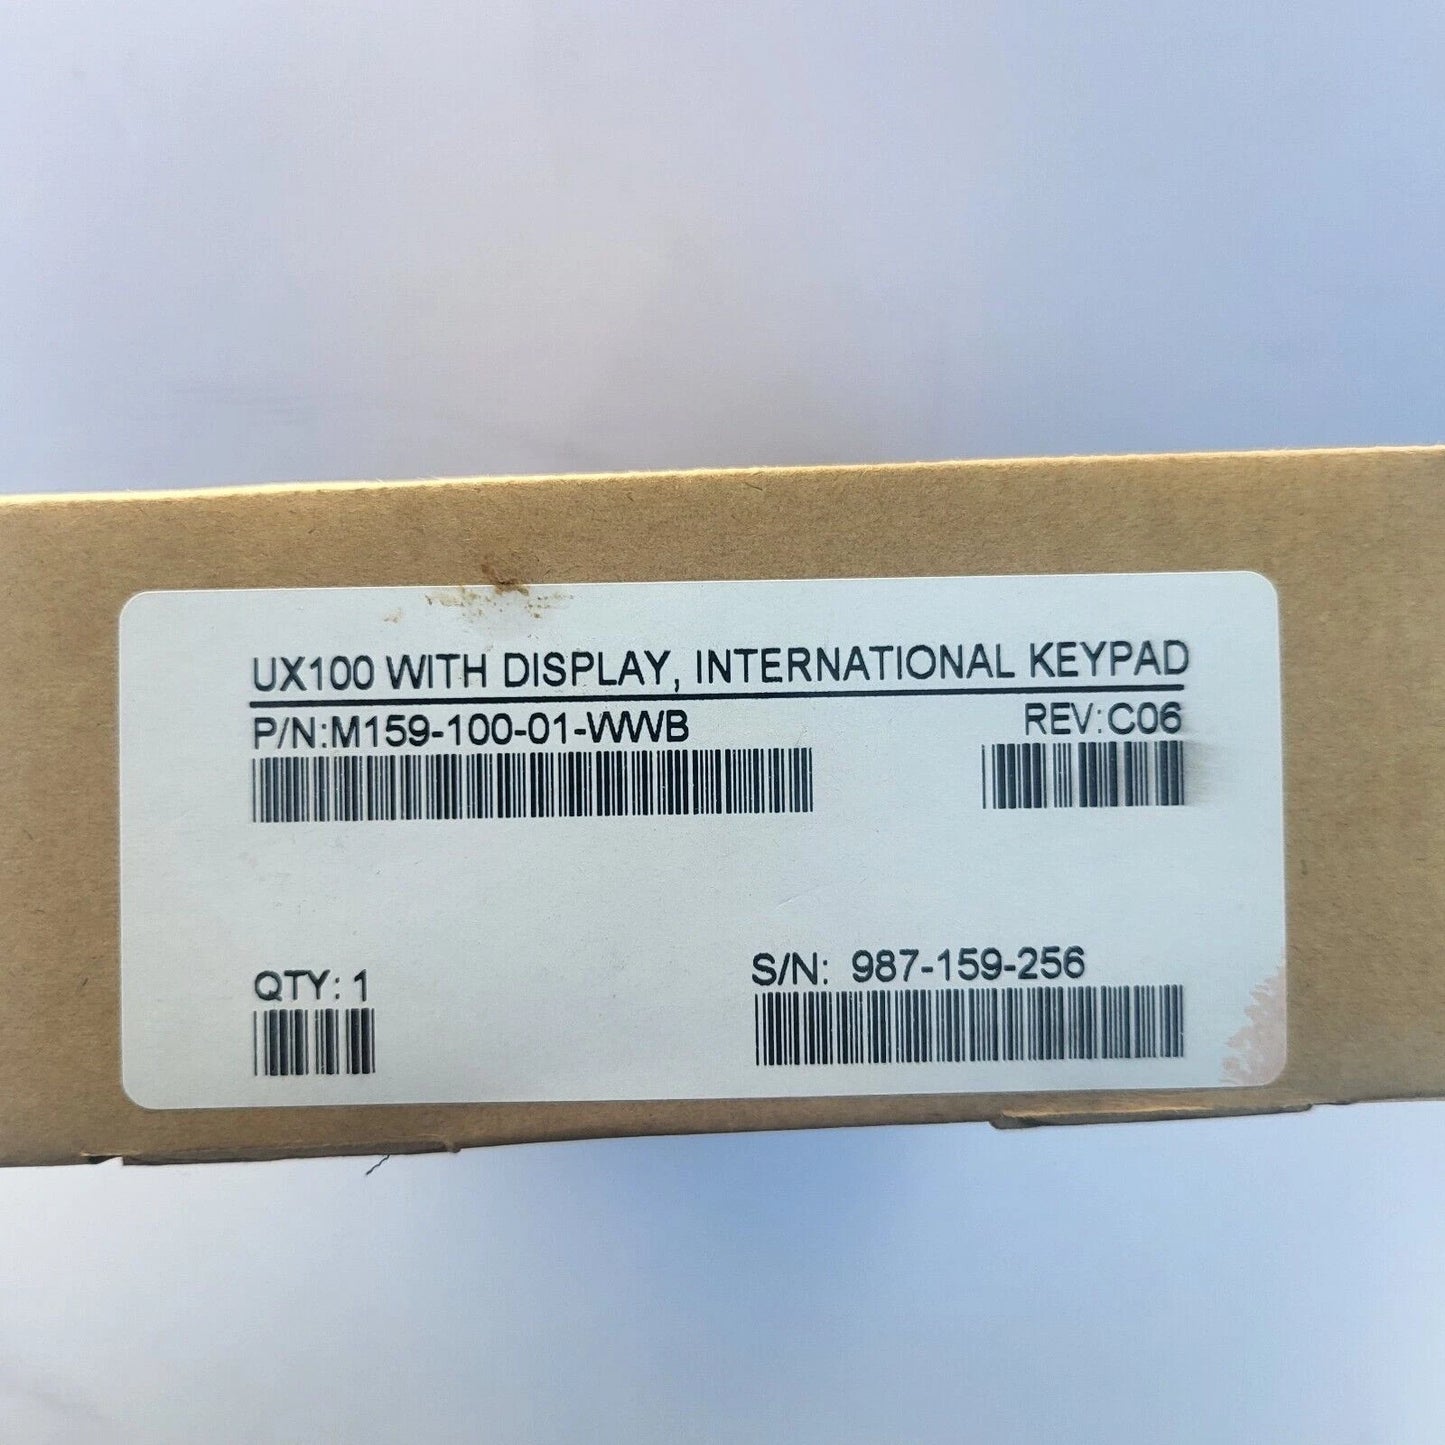 UX100 WITH DISPLAY, INTERNATIONAL KEYPAD
P/N:M159-100-01-WWB
REV:C06
QTY: 1
S/N: 987-159-256